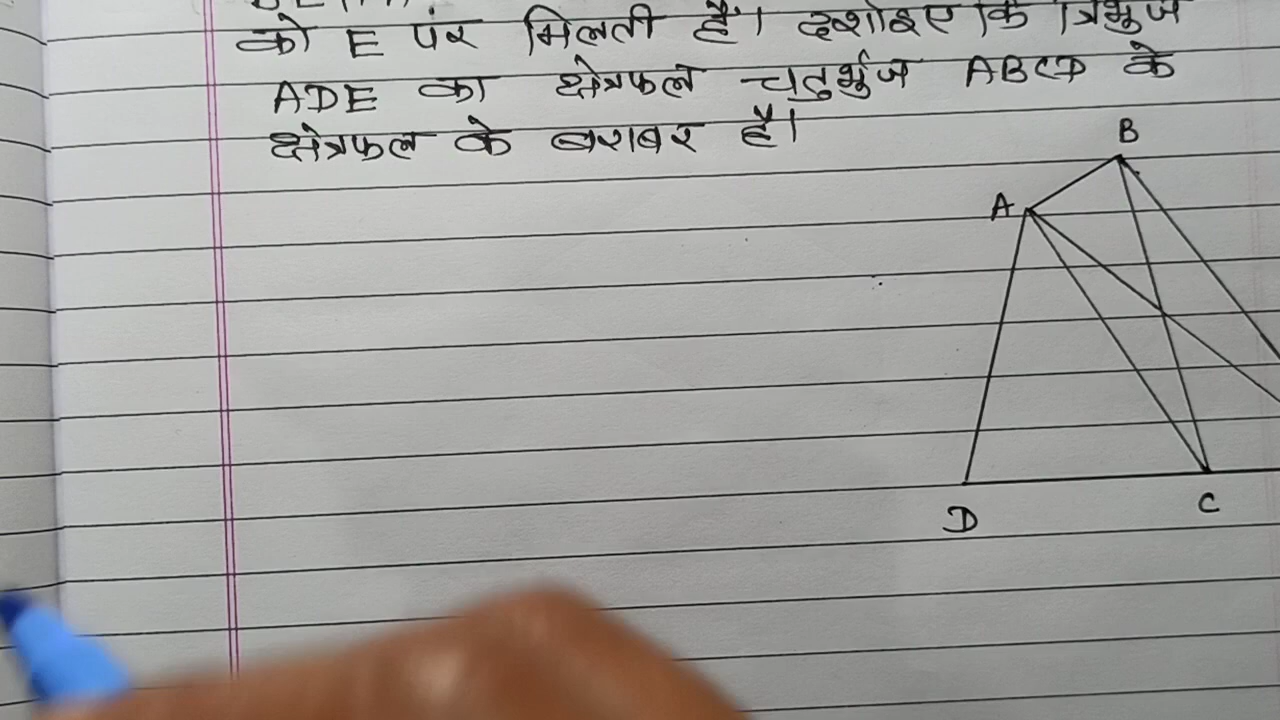 को E पर मिलती है। दर्शाइए कि त्रिभुज
ADE का क्षेत्रफल चतुर्भुज ABCD के
क्षेत्रफल के बराबर है।
B
A
D
C